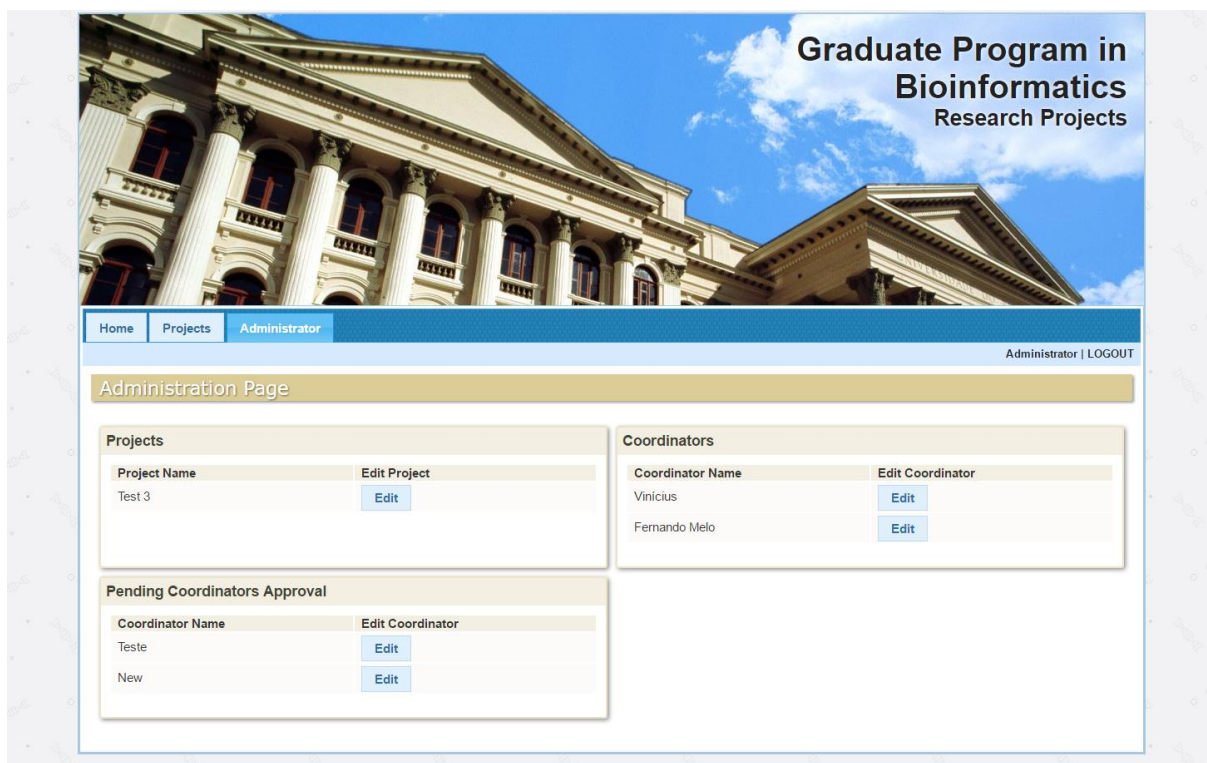 Graduate Program in
Bioinformatics
Research Projects
Home Projects Administrator
Administrator | LOGOUT
Administration Page
Projects
Project Name Edit Project
Test 3 Edit
Coordinators
Coordinator Name Edit Coordinator
Vinícius Edit
Fernando Melo Edit
Pending Coordinators Approval
Coordinator Name Edit Coordinator
Teste Edit
New Edit